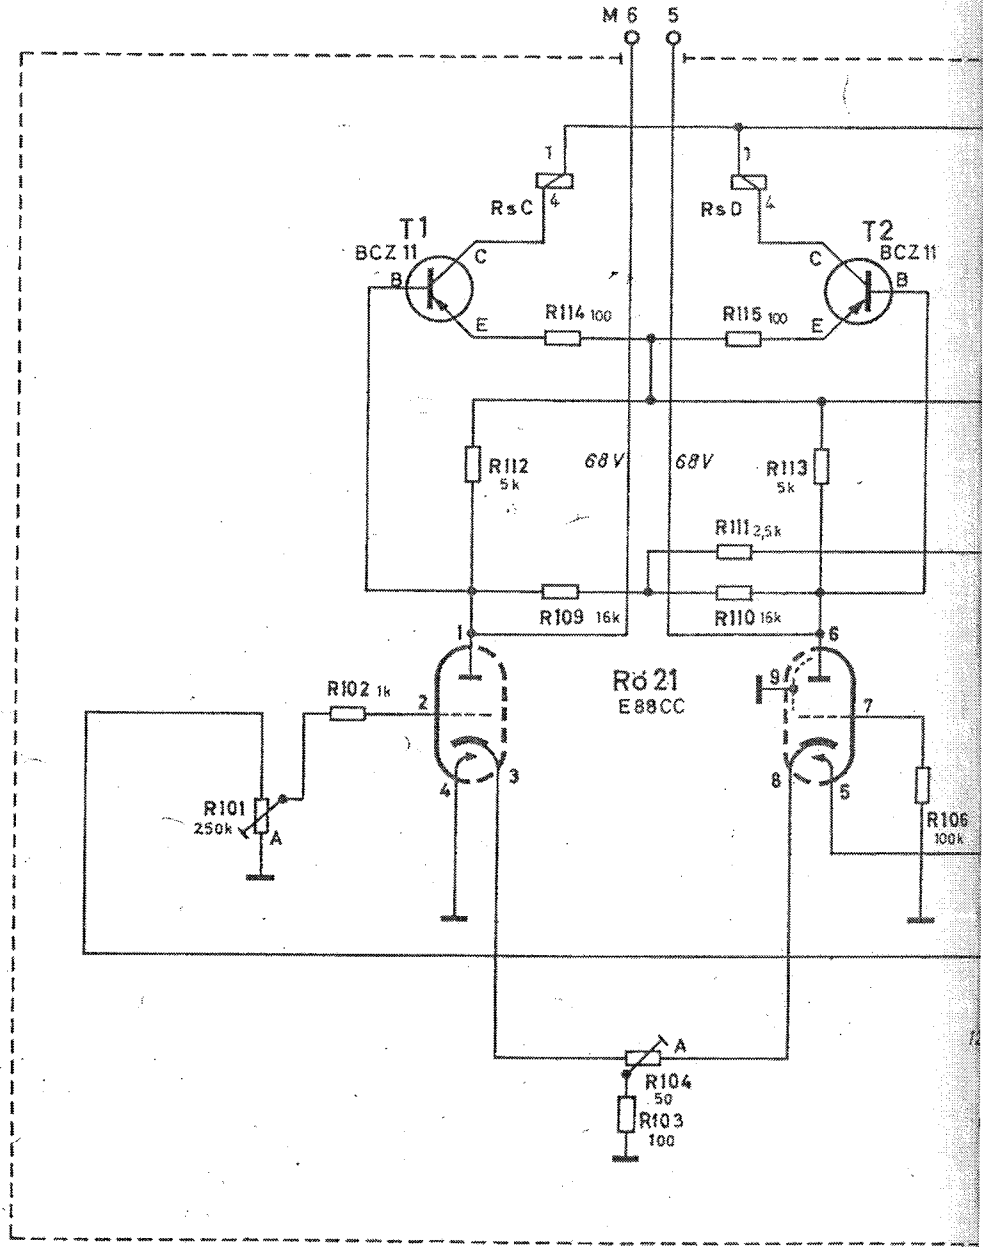 M 6 5
1
4
RsC
1
4
RsD
T1
BCZ 11
B
C
E
T2
BCZ 11
C
B
E
R114 100
R115 100
R112
5k
68V
68V
R113
5k
R111 2,5k
R109 16k
R110 16k
1
6
Rö 21
E88CC
9
R102 1k
2
7
4
3
8
5
R101
250k
A
R106
100k
A
R104
50
R103
100